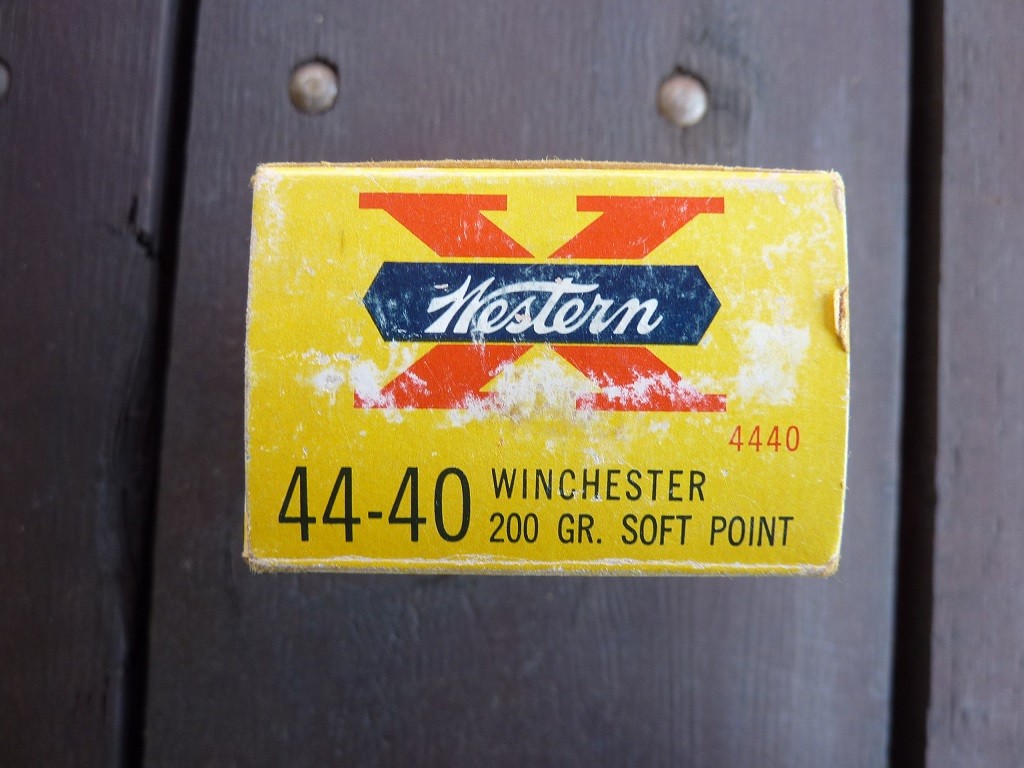 Western
4440
44-40 WINCHESTER
200 GR. SOFT POINT